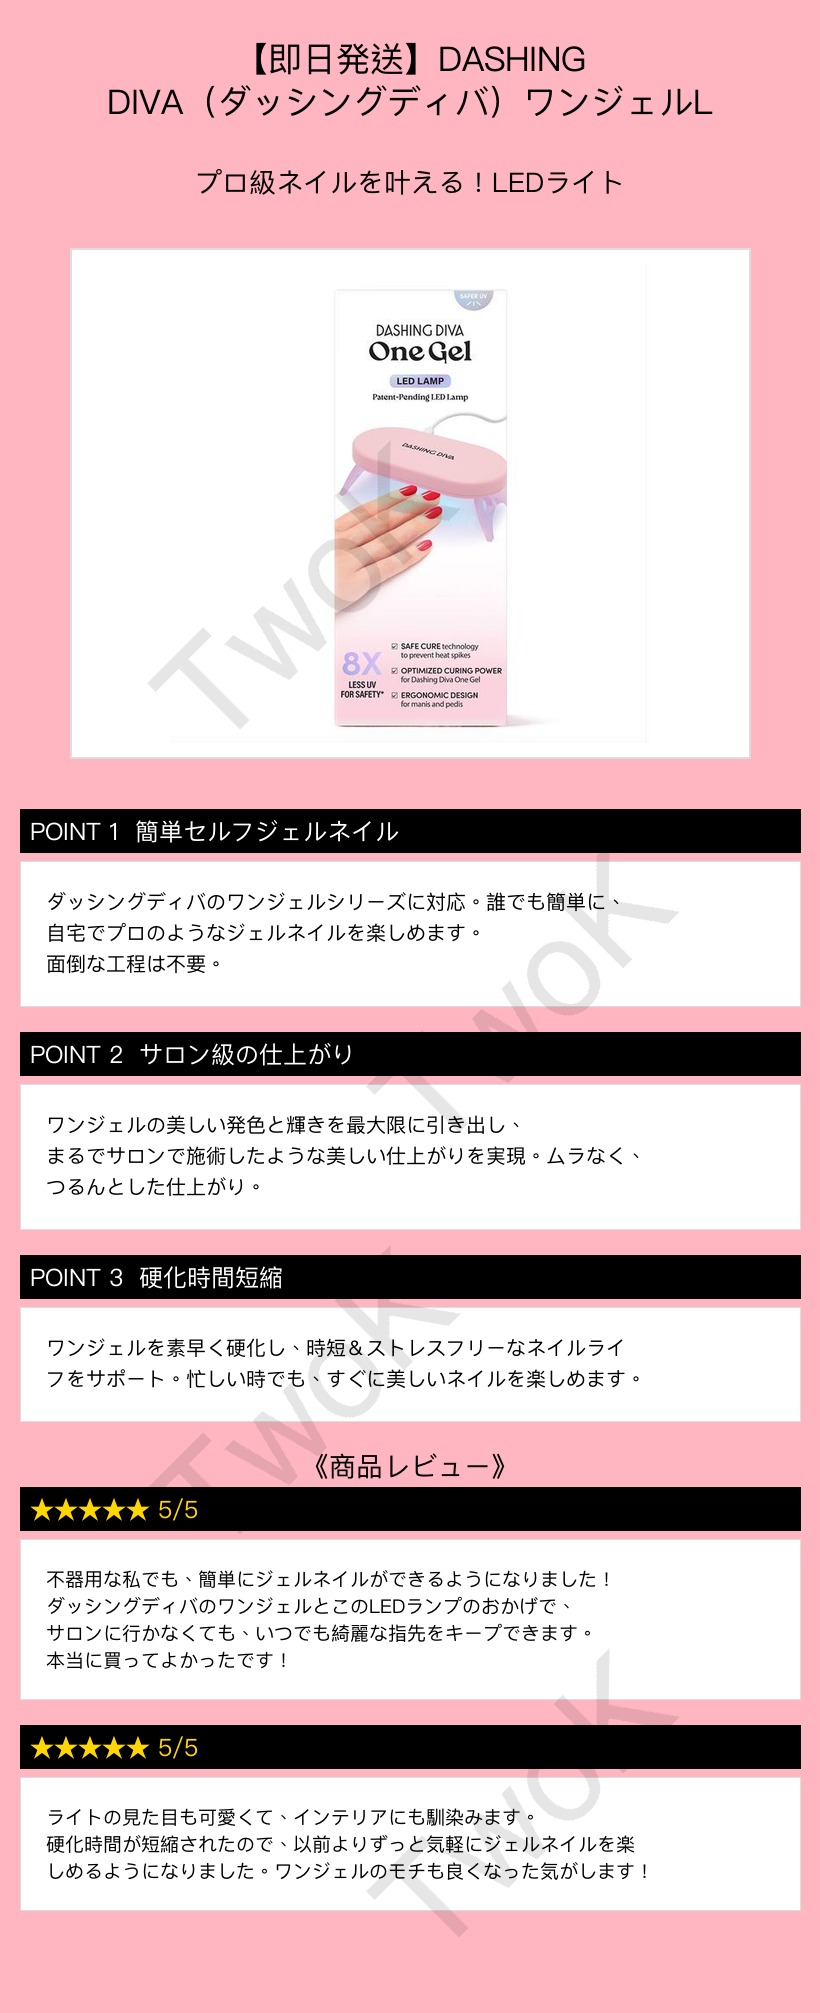 【即日発送】DASHING
DIVA（ダッシングディバ）ワンジェルL
プロ級ネイルを叶える！LEDライト
SAFER UV
DASHING DIVA
One Gel
LED LAMP
Patent-Pending LED Lamp
DASHING DIVA
8X
LESS UV
FOR SAFETY*
☑ SAFE CURE technology
to prevent heat spikes
☑ OPTIMIZED CURING POWER
for Dashing Diva One Gel
☑ ERGONOMIC DESIGN
for manis and pedis
TwoK
POINT 1 簡単セルフジェルネイル
ダッシングディバのワンジェルシリーズに対応。誰でも簡単に、
自宅でプロのようなジェルネイルを楽しめます。
面倒な工程は不要。
TwoK
POINT 2 サロン級の仕上がり
ワンジェルの美しい発色と輝きを最大限に引き出し、
まるでサロンで施術したような美しい仕上がりを実現。ムラなく、
つるんとした仕上がり。
POINT 3 硬化時間短縮
ワンジェルを素早く硬化し、時短＆ストレスフリーなネイルライ
フをサポート。忙しい時でも、すぐに美しいネイルを楽しめます。
TwoK
《商品レビュー》
★★★★★ 5/5
不器用な私でも、簡単にジェルネイルができるようになりました！
ダッシングディバのワンジェルとこのLEDランプのおかげで、
サロンに行かなくても、いつでも綺麗な指先をキープできます。
本当に買ってよかったです！
★★★★★ 5/5
ライトの見た目も可愛くて、インテリアにも馴染みます。
硬化時間が短縮されたので、以前よりずっと気軽にジェルネイルを楽
しめるようになりました。ワンジェルのモチも良くなった気がします！
TwoK